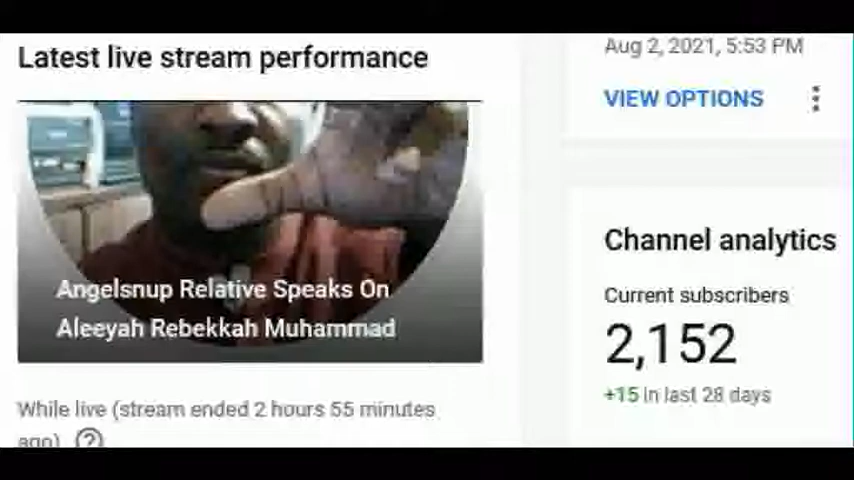 Latest live stream performance
Angelsnup Relative Speaks On
Aleeyah Rebekkah Muhammad
While live (stream ended 2 hours 55 minutes
ago)
Aug 2, 2021, 5:53 PM
VIEW OPTIONS
Channel analytics
Current subscribers
2,152
+15 in last 28 days